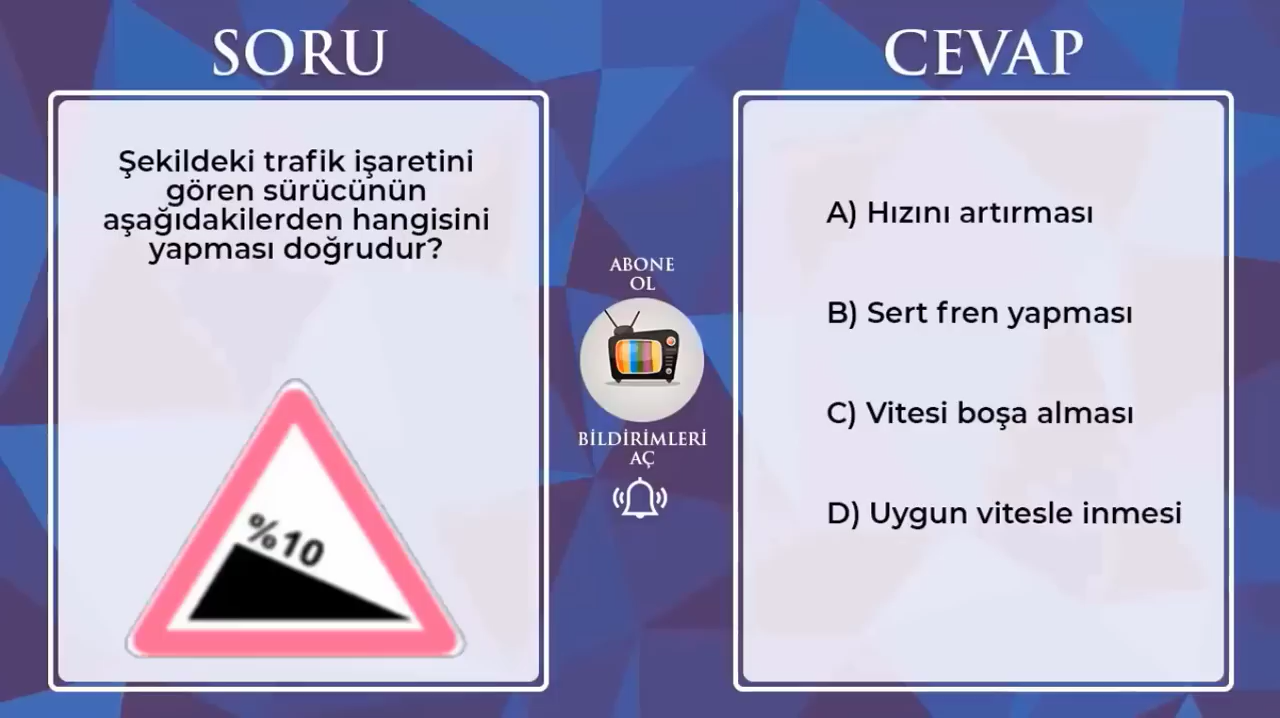 SORU
Şekildeki trafik işaretini
gören sürücünün
aşağıdakilerden hangisini
yapması doğrudur?
%10
ABONE
OL
BİLDİRİMLERİ
AÇ
CEVAP
A) Hızını artırması
B) Sert fren yapması
C) Vitesi boşa alması
D) Uygun vitesle inmesi